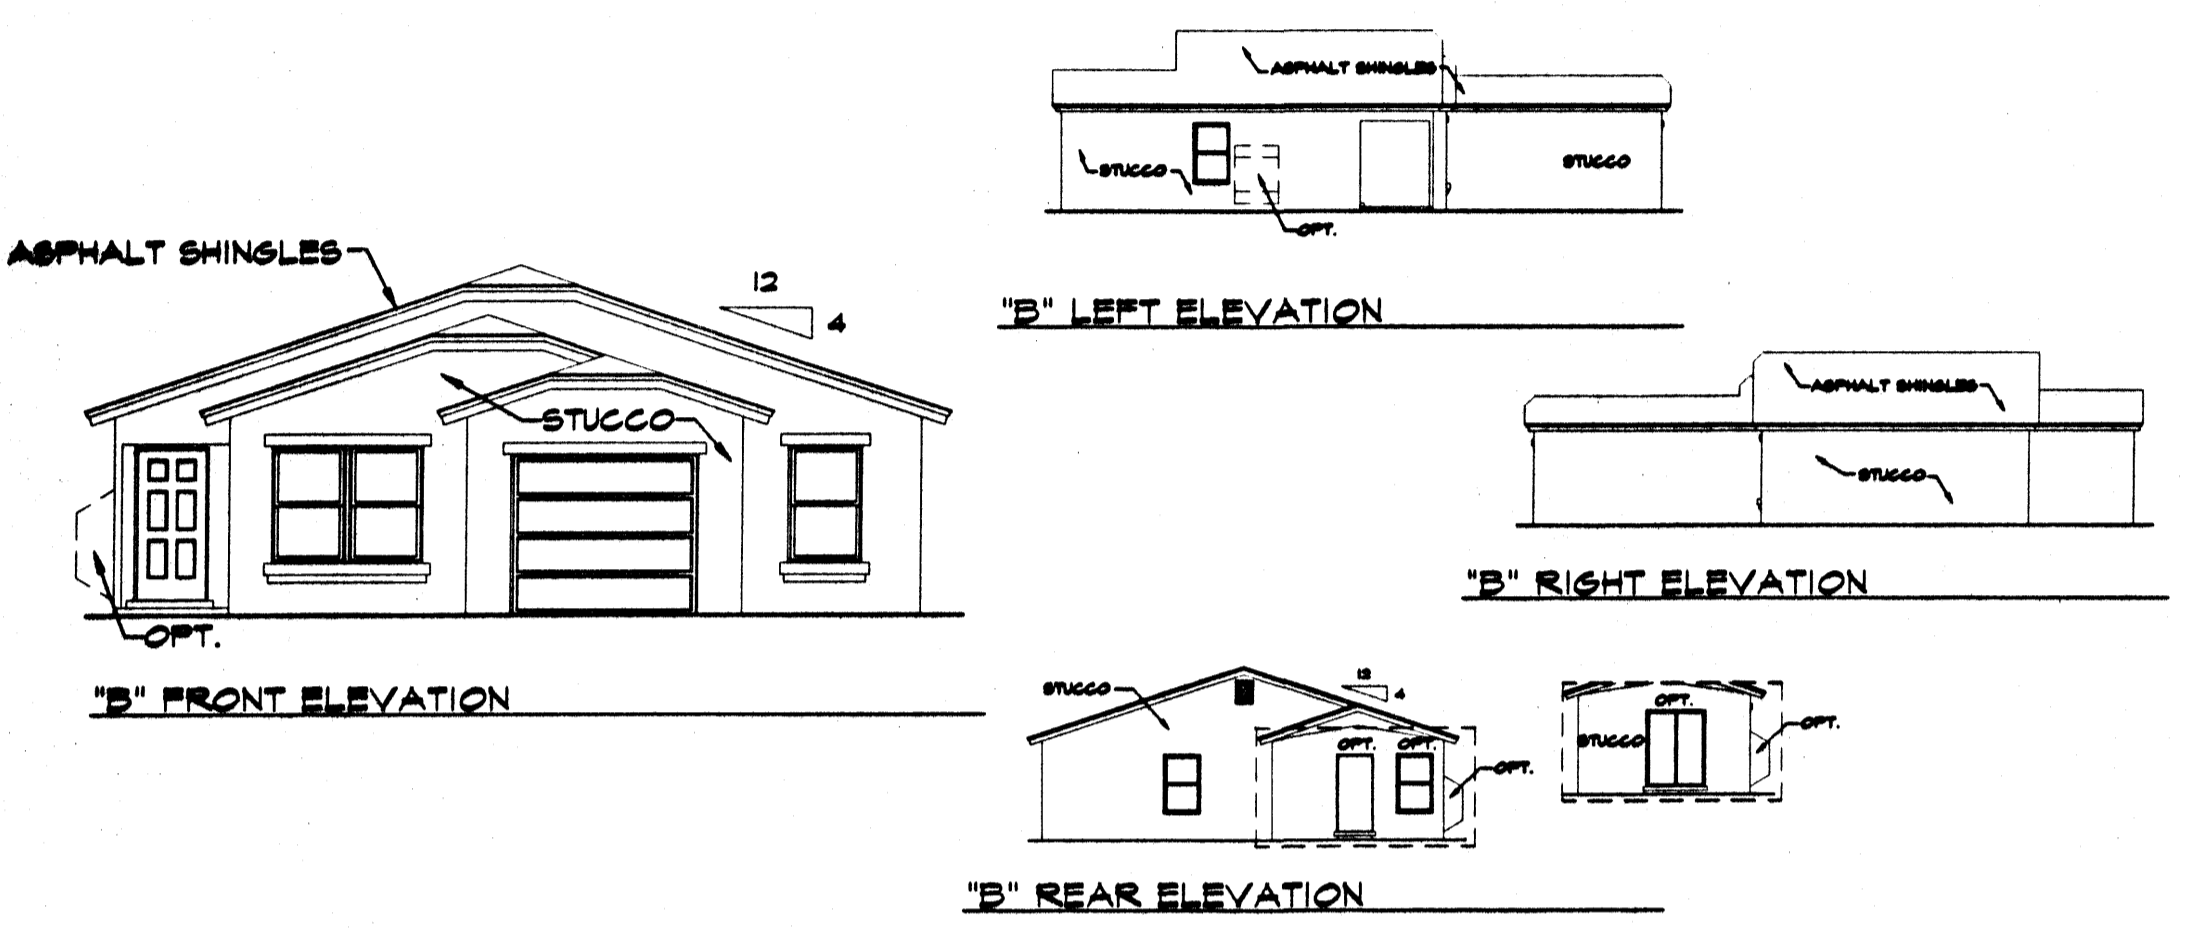 ASPHALT SHINGLES
12
4
STUCCO
OPT.
"B" FRONT ELEVATION
ASPHALT SHINGLES
STUCCO
STUCCO
OPT.
"B" LEFT ELEVATION
ASPHALT SHINGLES
STUCCO
"B" RIGHT ELEVATION
STUCCO
12
4
OPT.
OPT.
OPT.
"B" REAR ELEVATION
OPT.
STUCCO
OPT.